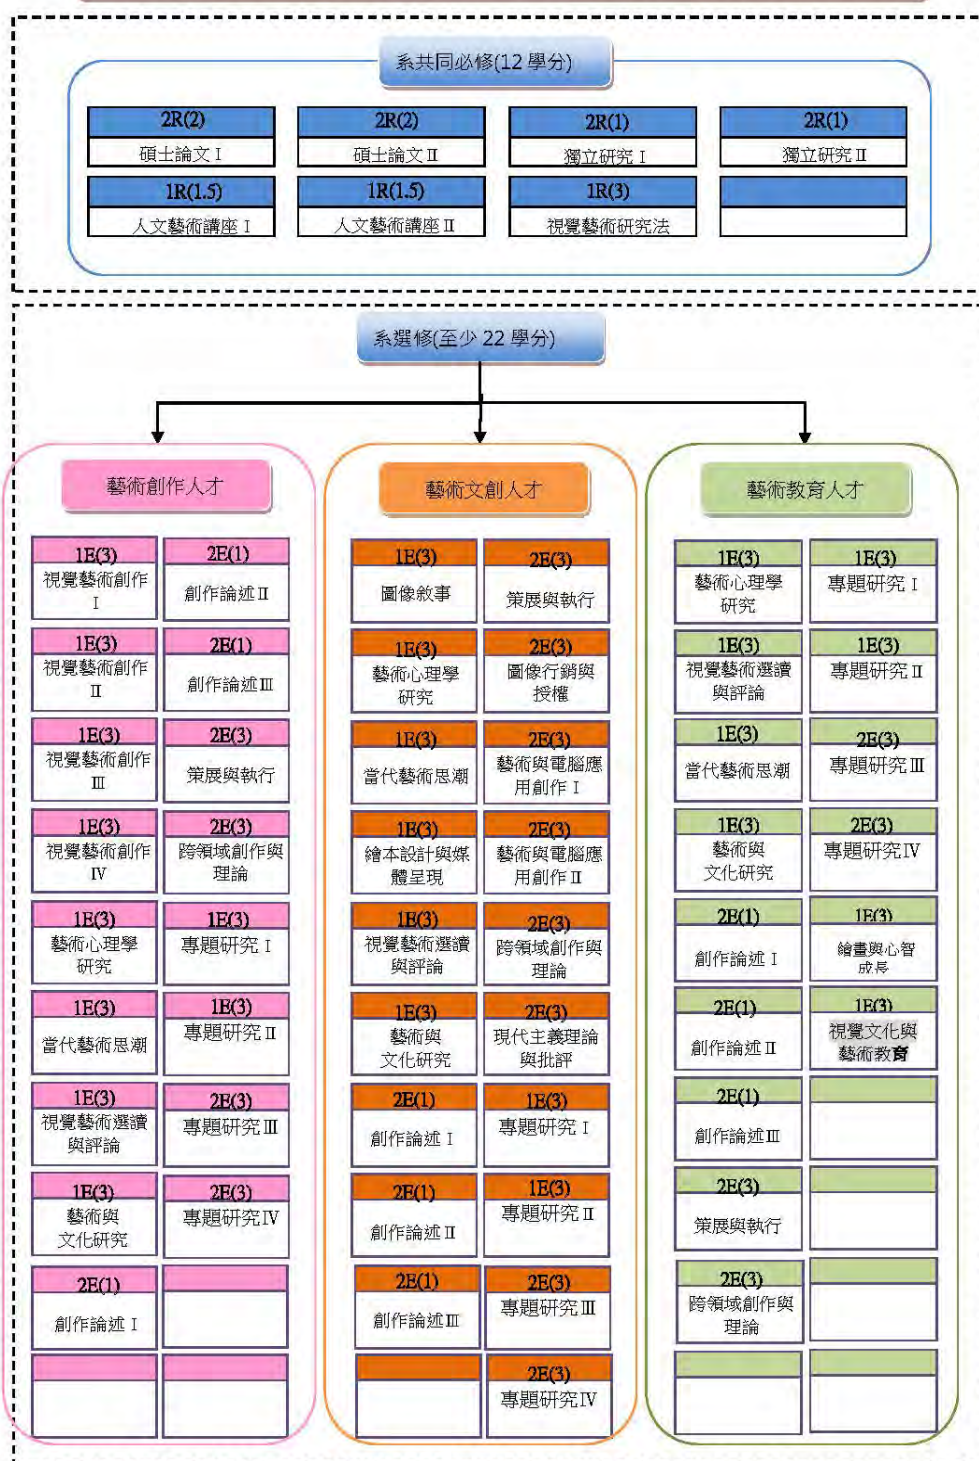 系共同必修(12 學分)
2R(2)
碩士論文 I
2R(2)
碩士論文 II
2R(1)
獨立研究 I
2R(1)
獨立研究 II
1R(1.5)
人文藝術講座 I
1R(1.5)
人文藝術講座 II
1R(3)
視覺藝術研究法
系選修(至少 22 學分)
藝術創作人才
1E(3)
視覺藝術創作
I
2E(1)
創作論述 II
1E(3)
視覺藝術創作
II
2E(1)
創作論述 III
1E(3)
視覺藝術創作
III
2E(3)
策展與執行
1E(3)
視覺藝術創作
IV
2E(3)
跨領域創作與
理論
1E(3)
藝術心理學
研究
1E(3)
專題研究 I
1E(3)
當代藝術思潮
1E(3)
專題研究 II
1E(3)
視覺藝術選讀
與評論
2E(3)
專題研究 III
1E(3)
藝術與
文化研究
2E(3)
專題研究 IV
2E(1)
創作論述 I
藝術文創人才
1E(3)
圖像敘事
2E(3)
策展與執行
1E(3)
藝術心理學
研究
2E(3)
圖像行銷與
授權
1E(3)
當代藝術思潮
2E(3)
藝術與電腦應
用創作 I
1E(3)
繪本設計與媒
體呈現
2E(3)
藝術與電腦應
用創作 II
1E(3)
視覺藝術選讀
與評論
2E(3)
跨領域創作與
理論
1E(3)
藝術與
文化研究
2E(3)
現代主義理論
與批評
2E(1)
創作論述 I
1E(3)
專題研究 I
2E(1)
創作論述 II
1E(3)
專題研究 II
2E(1)
創作論述 III
2E(3)
專題研究 III
2E(3)
專題研究 IV
藝術教育人才
1E(3)
藝術心理學
研究
1E(3)
專題研究 I
1E(3)
視覺藝術選讀
與評論
1E(3)
專題研究 II
1E(3)
當代藝術思潮
2E(3)
專題研究 III
1E(3)
藝術與
文化研究
2E(3)
專題研究 IV
2E(1)
創作論述 I
1E(3)
繪畫與心智
成長
2E(1)
創作論述 II
1E(3)
視覺文化與
藝術教育
2E(1)
創作論述 III
2E(3)
策展與執行
2E(3)
跨領域創作與
理論